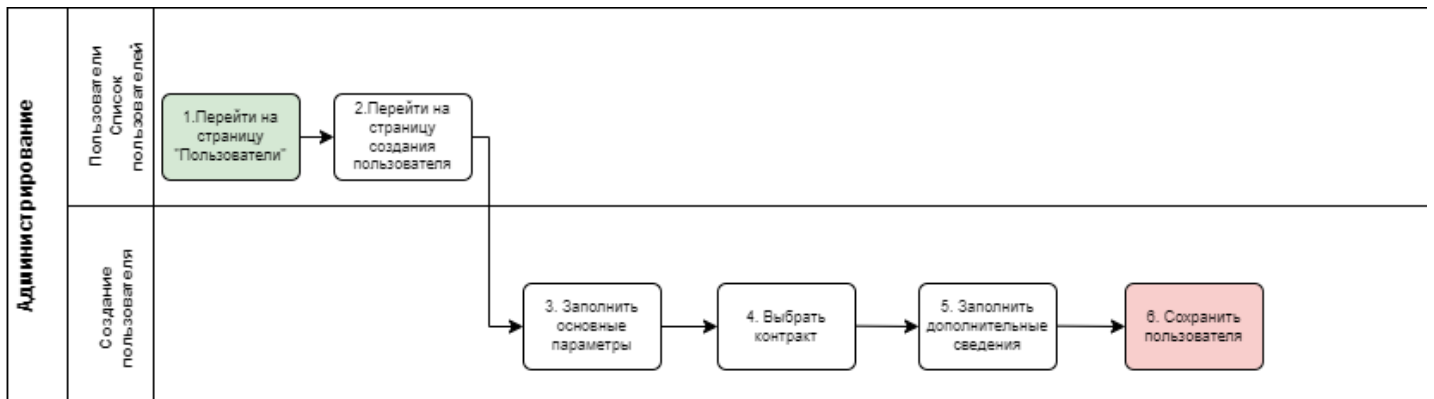 Администрирование
Пользователи
Список
пользователей
1.Перейти на
страницу
"Пользователи"
2.Перейти на
страницу
создания
пользователя
Создание
пользователя
3. Заполнить
основные
параметры
4. Выбрать
контракт
5. Заполнить
дополнительные
сведения
6. Сохранить
пользователя